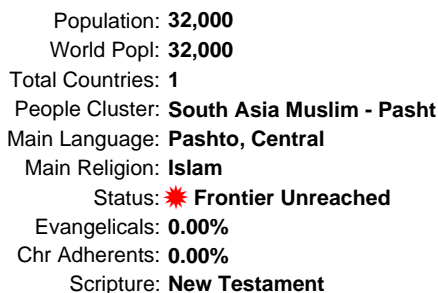 Population: 32,000
World Popl: 32,000
Total Countries: 1
People Cluster: South Asia Muslim - Pasht
Main Language: Pashto, Central
Main Religion: Islam
Status: Frontier Unreached
Evangelicals: 0.00%
Chr Adherents: 0.00%
Scripture: New Testament